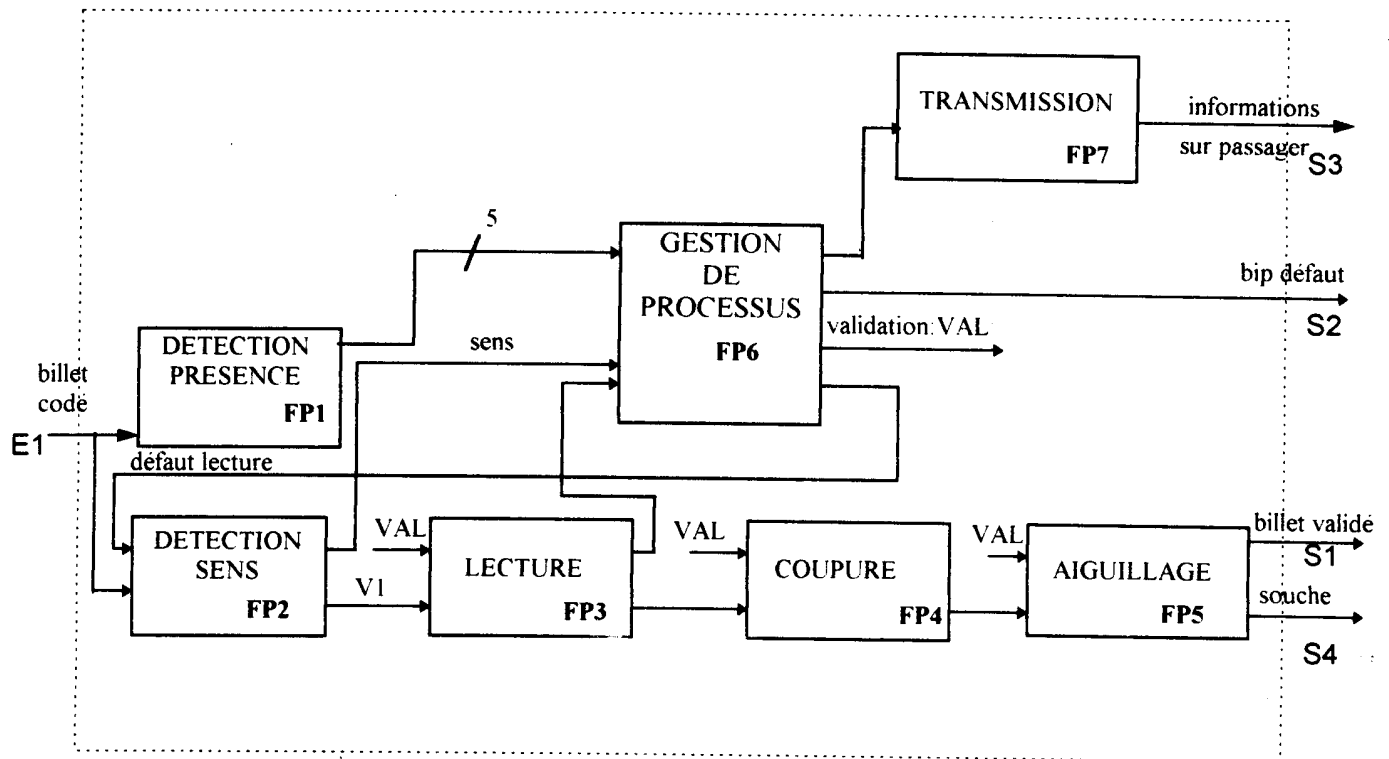 TRANSMISSION
FP7
informations
sur passager
S3
5
GESTION
DE
PROCESSUS
FP6
bip défaut
S2
validation:VAL
sens
DETECTION
PRESENCE
FP1
billet
codé
E1
défaut lecture
DETECTION
SENS
FP2
V1
VAL
LECTURE
FP3
VAL
COUPURE
FP4
VAL
AIGUILLAGE
FP5
billet validé
S1
souche
S4